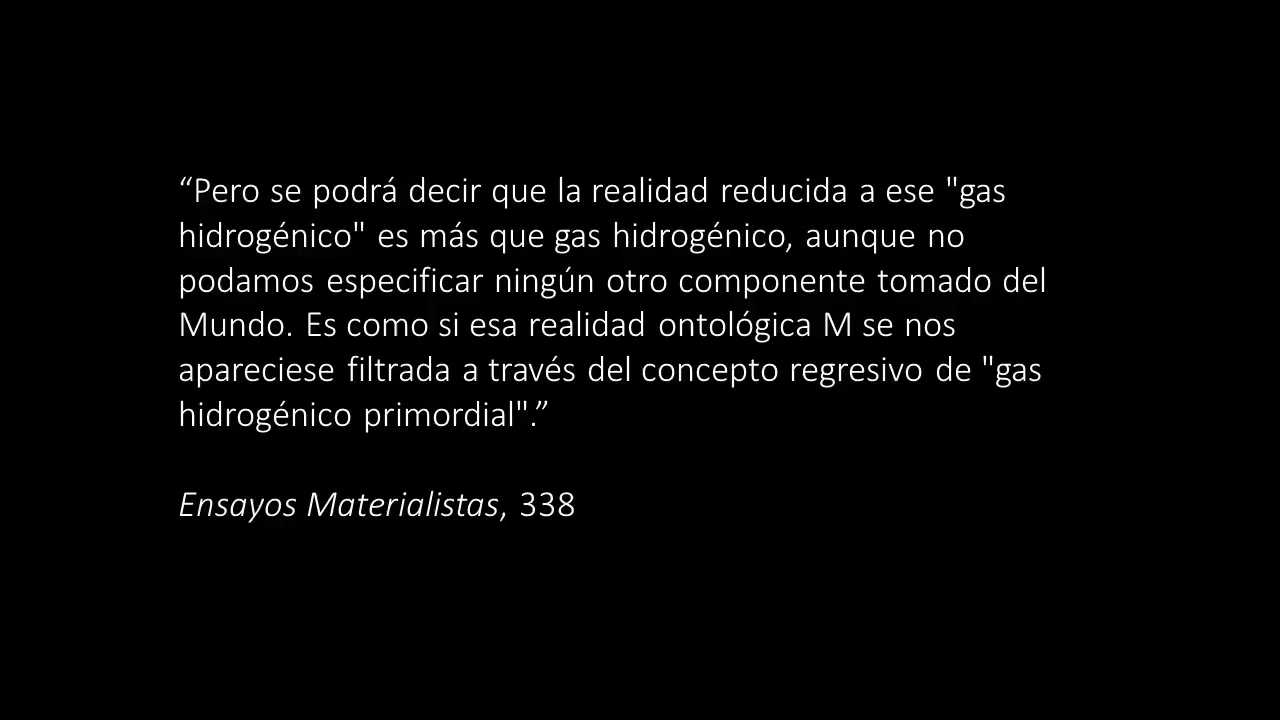 “Pero se podrá decir que la realidad reducida a ese "gas
hidrogénico" es más que gas hidrogénico, aunque no
podamos especificar ningún otro componente tomado del
Mundo. Es como si esa realidad ontológica M se nos
apareciese filtrada a través del concepto regresivo de "gas
hidrogénico primordial".”
Ensayos Materialistas, 338